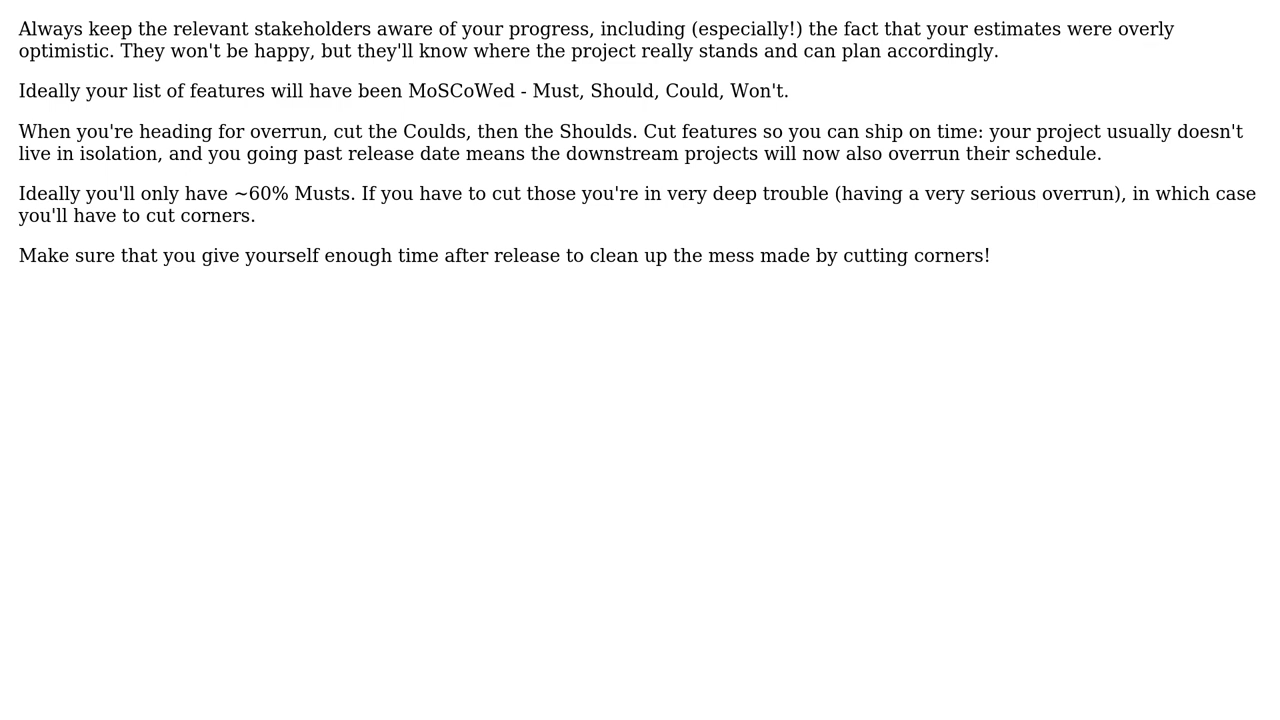 Always keep the relevant stakeholders aware of your progress, including (especially!) the fact that your estimates were overly
optimistic. They won't be happy, but they'll know where the project really stands and can plan accordingly.
Ideally your list of features will have been MoSCoWed - Must, Should, Could, Won't.
When you're heading for overrun, cut the Coulds, then the Shoulds. Cut features so you can ship on time: your project usually doesn't
live in isolation, and you going past release date means the downstream projects will now also overrun their schedule.
Ideally you'll only have ~60% Musts. If you have to cut those you're in very deep trouble (having a very serious overrun), in which case
you'll have to cut corners.
Make sure that you give yourself enough time after release to clean up the mess made by cutting corners!